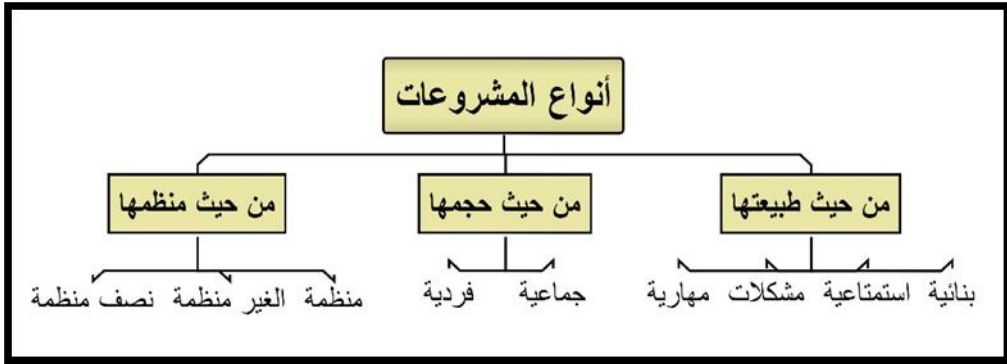 أنواع المشروعات
من حيث طبيعتها
من حيث حجمها
من حيث منظمها
بنائية
استمتاعية
مشكلات
مهارية
جماعية
فردية
منظمة
الغير منظمة
نصف منظمة